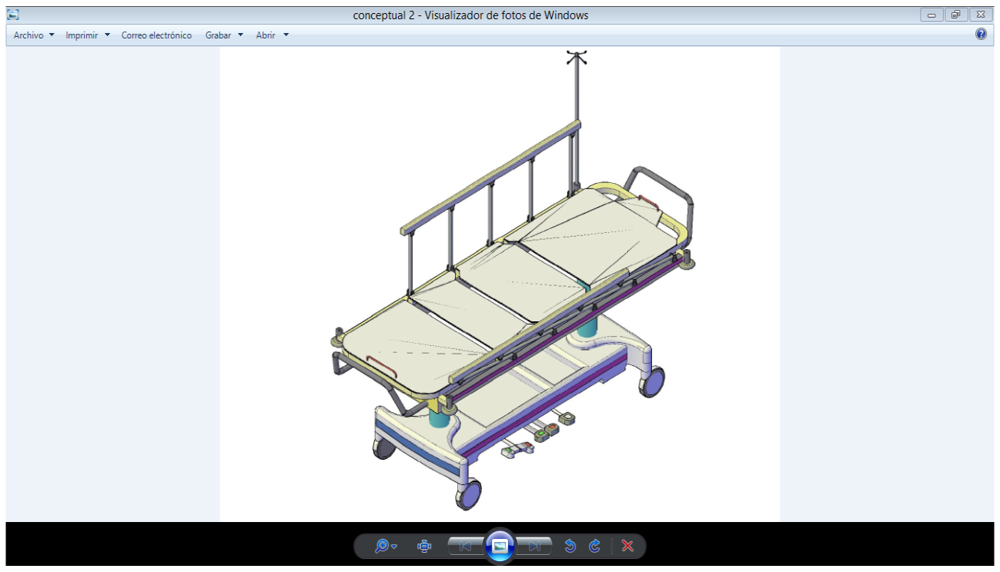 conceptual 2 - Visualizador de fotos de Windows
Archivo Imprimir Correo electrónico Grabar Abrir